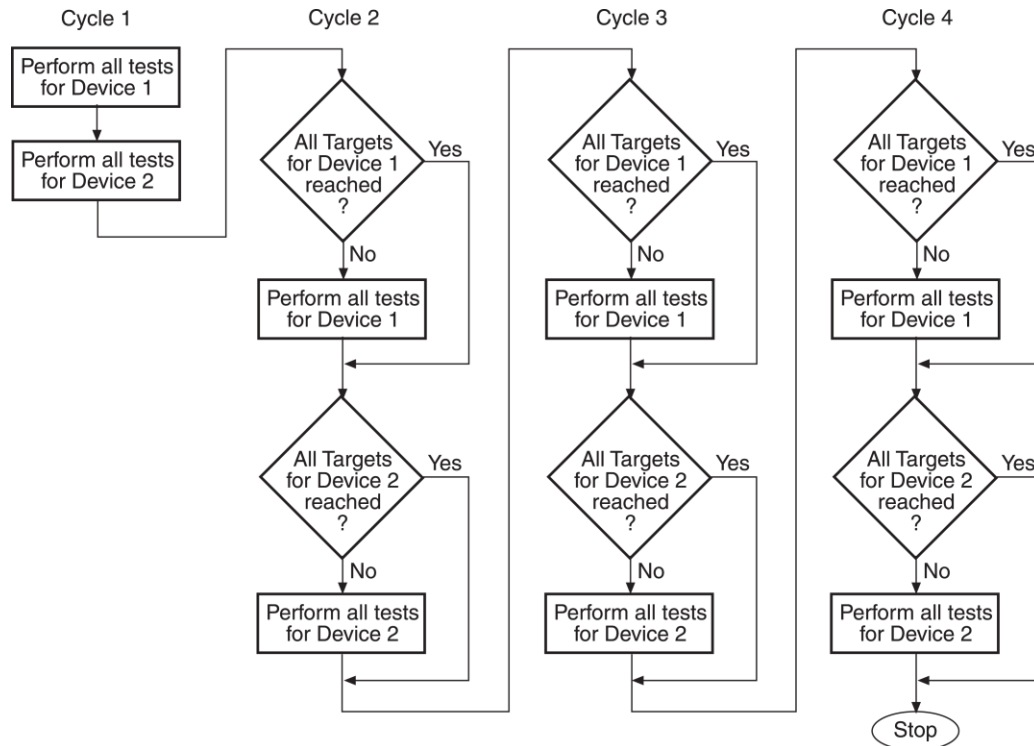 Cycle 1
Perform all tests
for Device 1
Perform all tests
for Device 2
Cycle 2
All Targets
for Device 1
reached
?
Yes
No
Perform all tests
for Device 1
All Targets
for Device 2
reached
?
Yes
No
Perform all tests
for Device 2
Cycle 3
All Targets
for Device 1
reached
?
Yes
No
Perform all tests
for Device 1
All Targets
for Device 2
reached
?
Yes
No
Perform all tests
for Device 2
Cycle 4
All Targets
for Device 1
reached
?
Yes
No
Perform all tests
for Device 1
All Targets
for Device 2
reached
?
Yes
No
Perform all tests
for Device 2
Stop